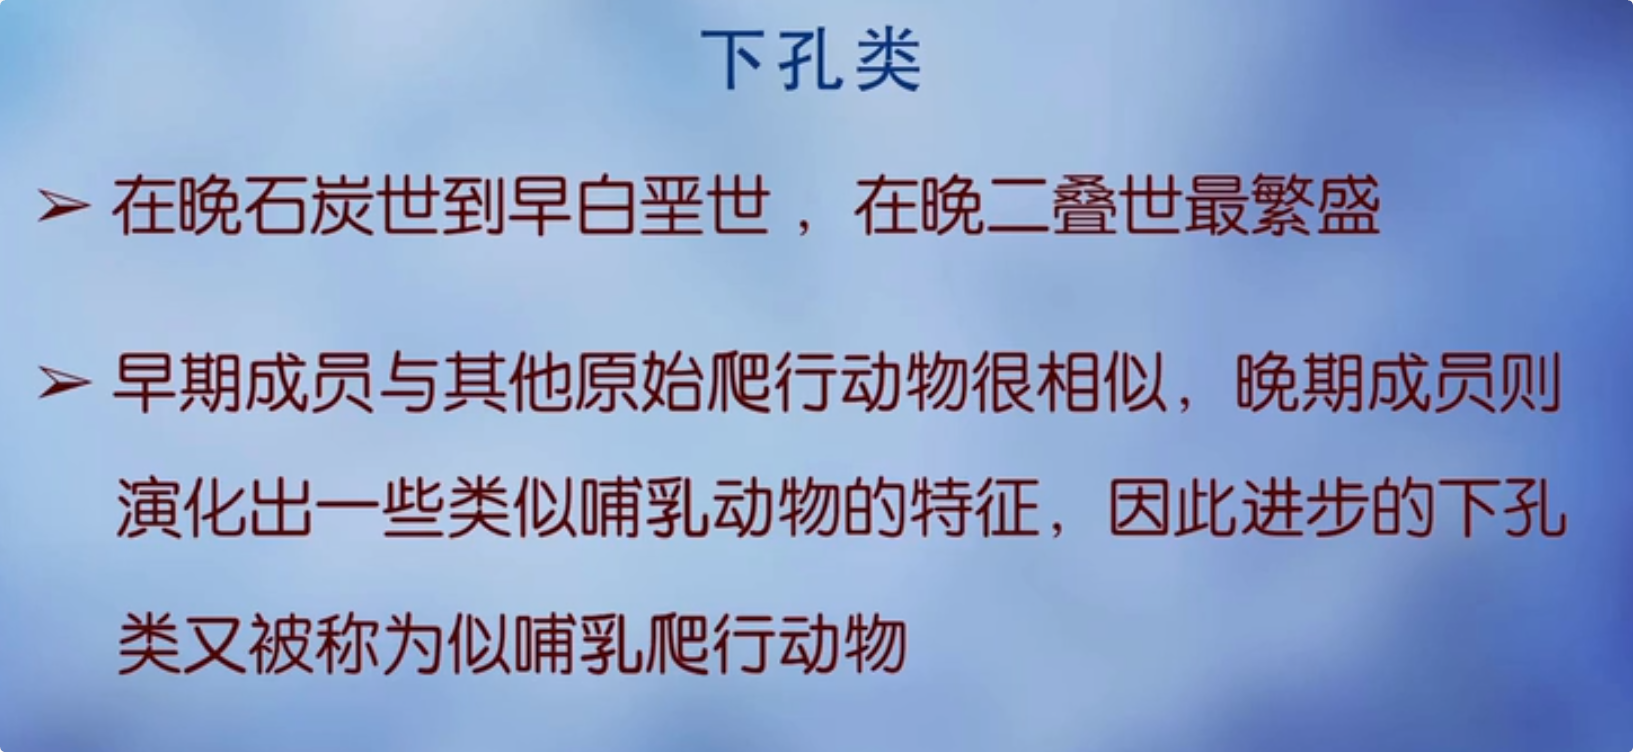 下孔类
➢ 在晚石炭世到早白垩世，在晚二叠世最繁盛
➢ 早期成员与其他原始爬行动物很相似，晚期成员则
演化出一些类似哺乳动物的特征，因此进步的下孔
类又被称为似哺乳爬行动物